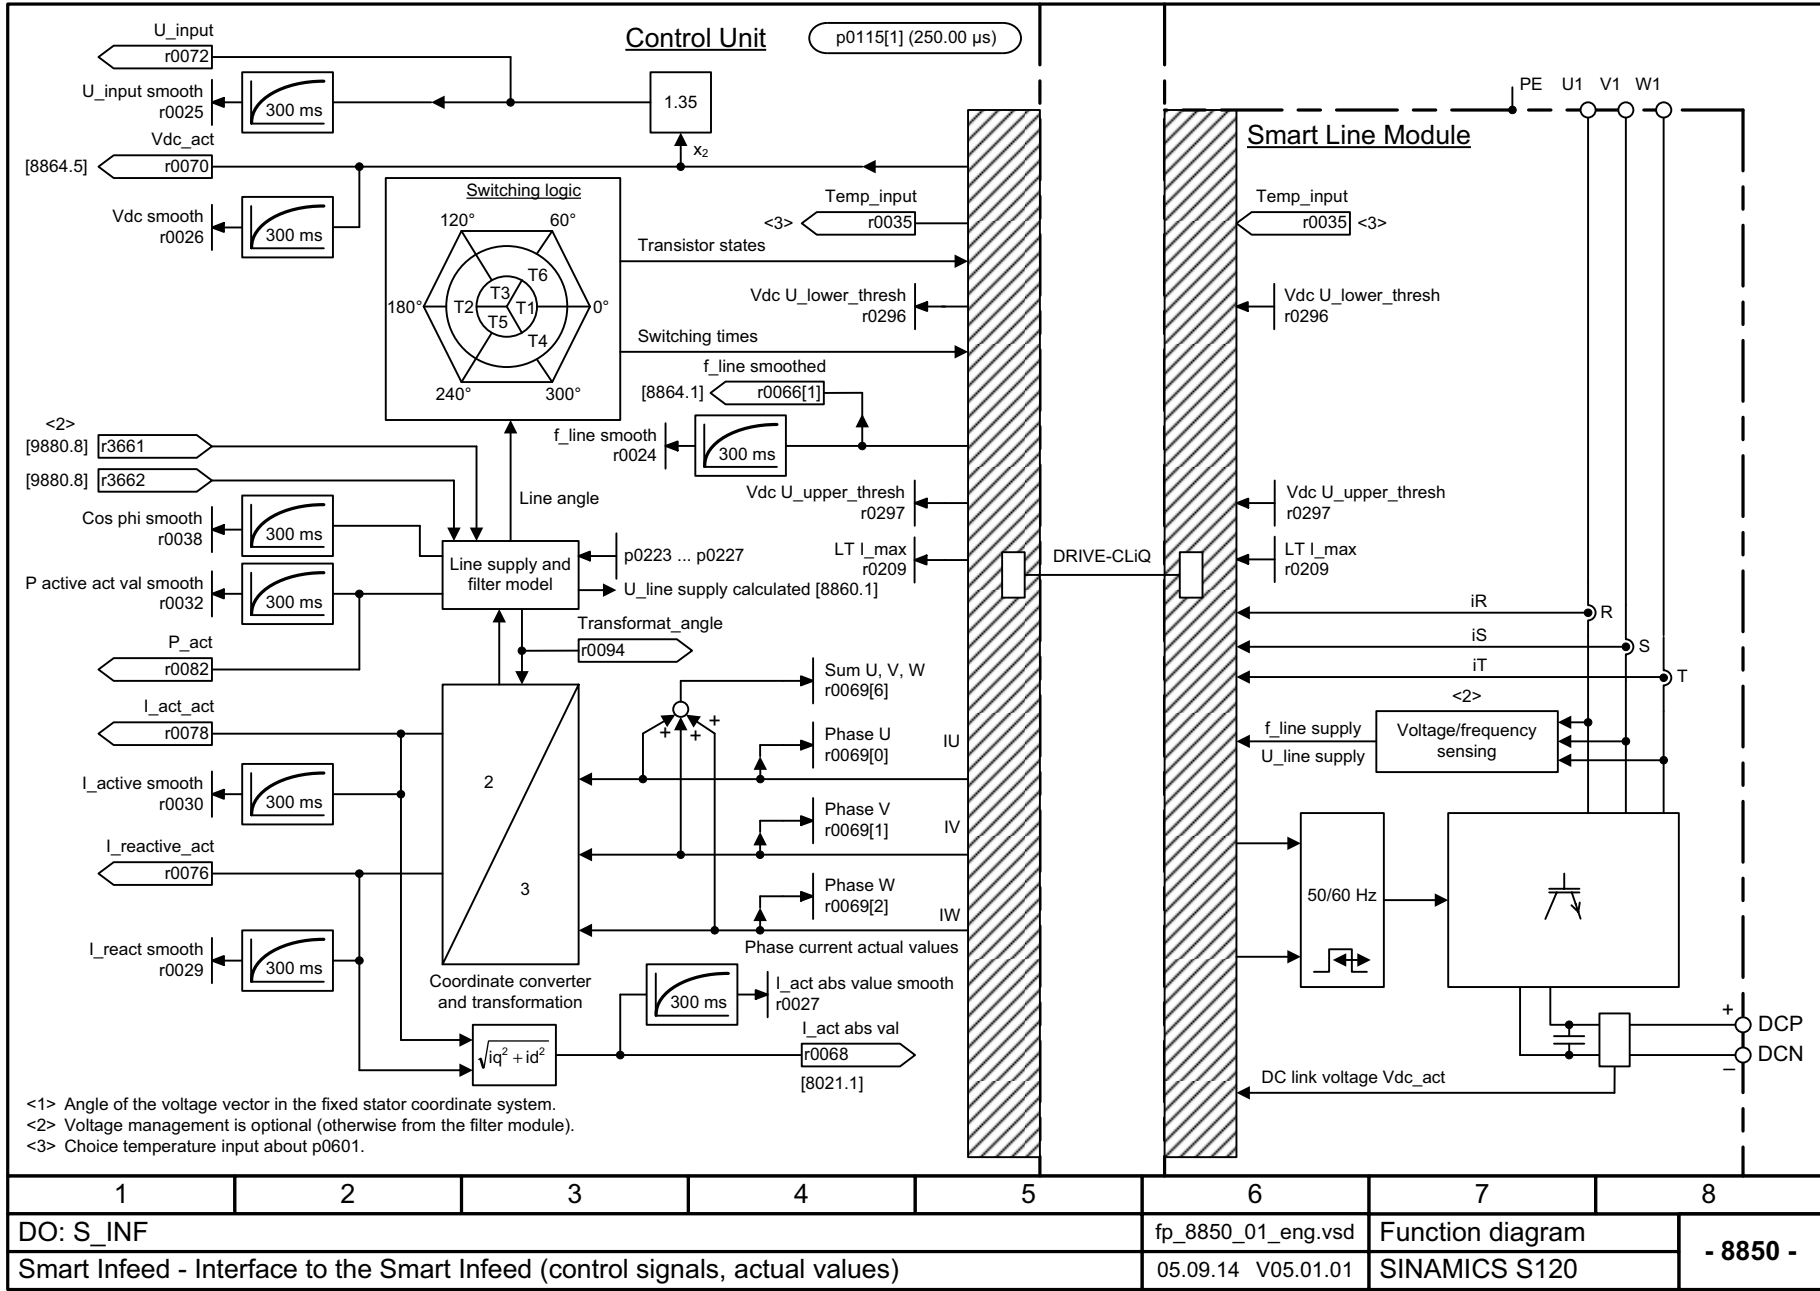 Control Unit
p0115[1] (250.00 µs)
U_input
r0072
U_input smooth
r0025
300 ms
1.35
x2
Vdc_act
[8864.5]
r0070
Vdc smooth
r0026
300 ms
Switching logic
120°
60°
180°
0°
240°
300°
T6
T3
T2
T1
T5
T4
Transistor states
Switching times
Temp_input
<3>
r0035
Vdc U_lower_thresh
r0296
f_line smoothed
[8864.1]
r0066[1]
f_line smooth
r0024
300 ms
Vdc U_upper_thresh
r0297
LT I_max
r0209
<2>
[9880.8]
r3661
[9880.8]
r3662
Line angle
Cos phi smooth
r0038
300 ms
Line supply and
filter model
p0223 ... p0227
U_line supply calculated [8860.1]
P active act val smooth
r0032
300 ms
P_act
r0082
Transformat_angle
r0094
I_act_act
r0078
I_active smooth
r0030
300 ms
I_reactive_act
r0076
I_react smooth
r0029
300 ms
2
3
Coordinate converter
and transformation
Sum U, V, W
r0069[6]
+
+
+
Phase U
r0069[0]
IU
Phase V
r0069[1]
IV
Phase W
r0069[2]
IW
Phase current actual values
300 ms
I_act abs value smooth
r0027
√iq² + id²
I_act abs val
r0068
[8021.1]
DRIVE-CLiQ
Smart Line Module
PE
U1
V1
W1
Temp_input
r0035
<3>
Vdc U_lower_thresh
r0296
Vdc U_upper_thresh
r0297
LT I_max
r0209
iR
R
iS
S
iT
T
<2>
f_line supply
U_line supply
Voltage/frequency
sensing
50/60 Hz
+
DCP
DCN
–
DC link voltage Vdc_act
<1> Angle of the voltage vector in the fixed stator coordinate system.
<2> Voltage management is optional (otherwise from the filter module).
<3> Choice temperature input about p0601.
1 2 3 4 5 6 7 8
DO: S_INF
fp_8850_01_eng.vsd
Function diagram
- 8850 -
Smart Infeed - Interface to the Smart Infeed (control signals, actual values)
05.09.14 V05.01.01
SINAMICS S120